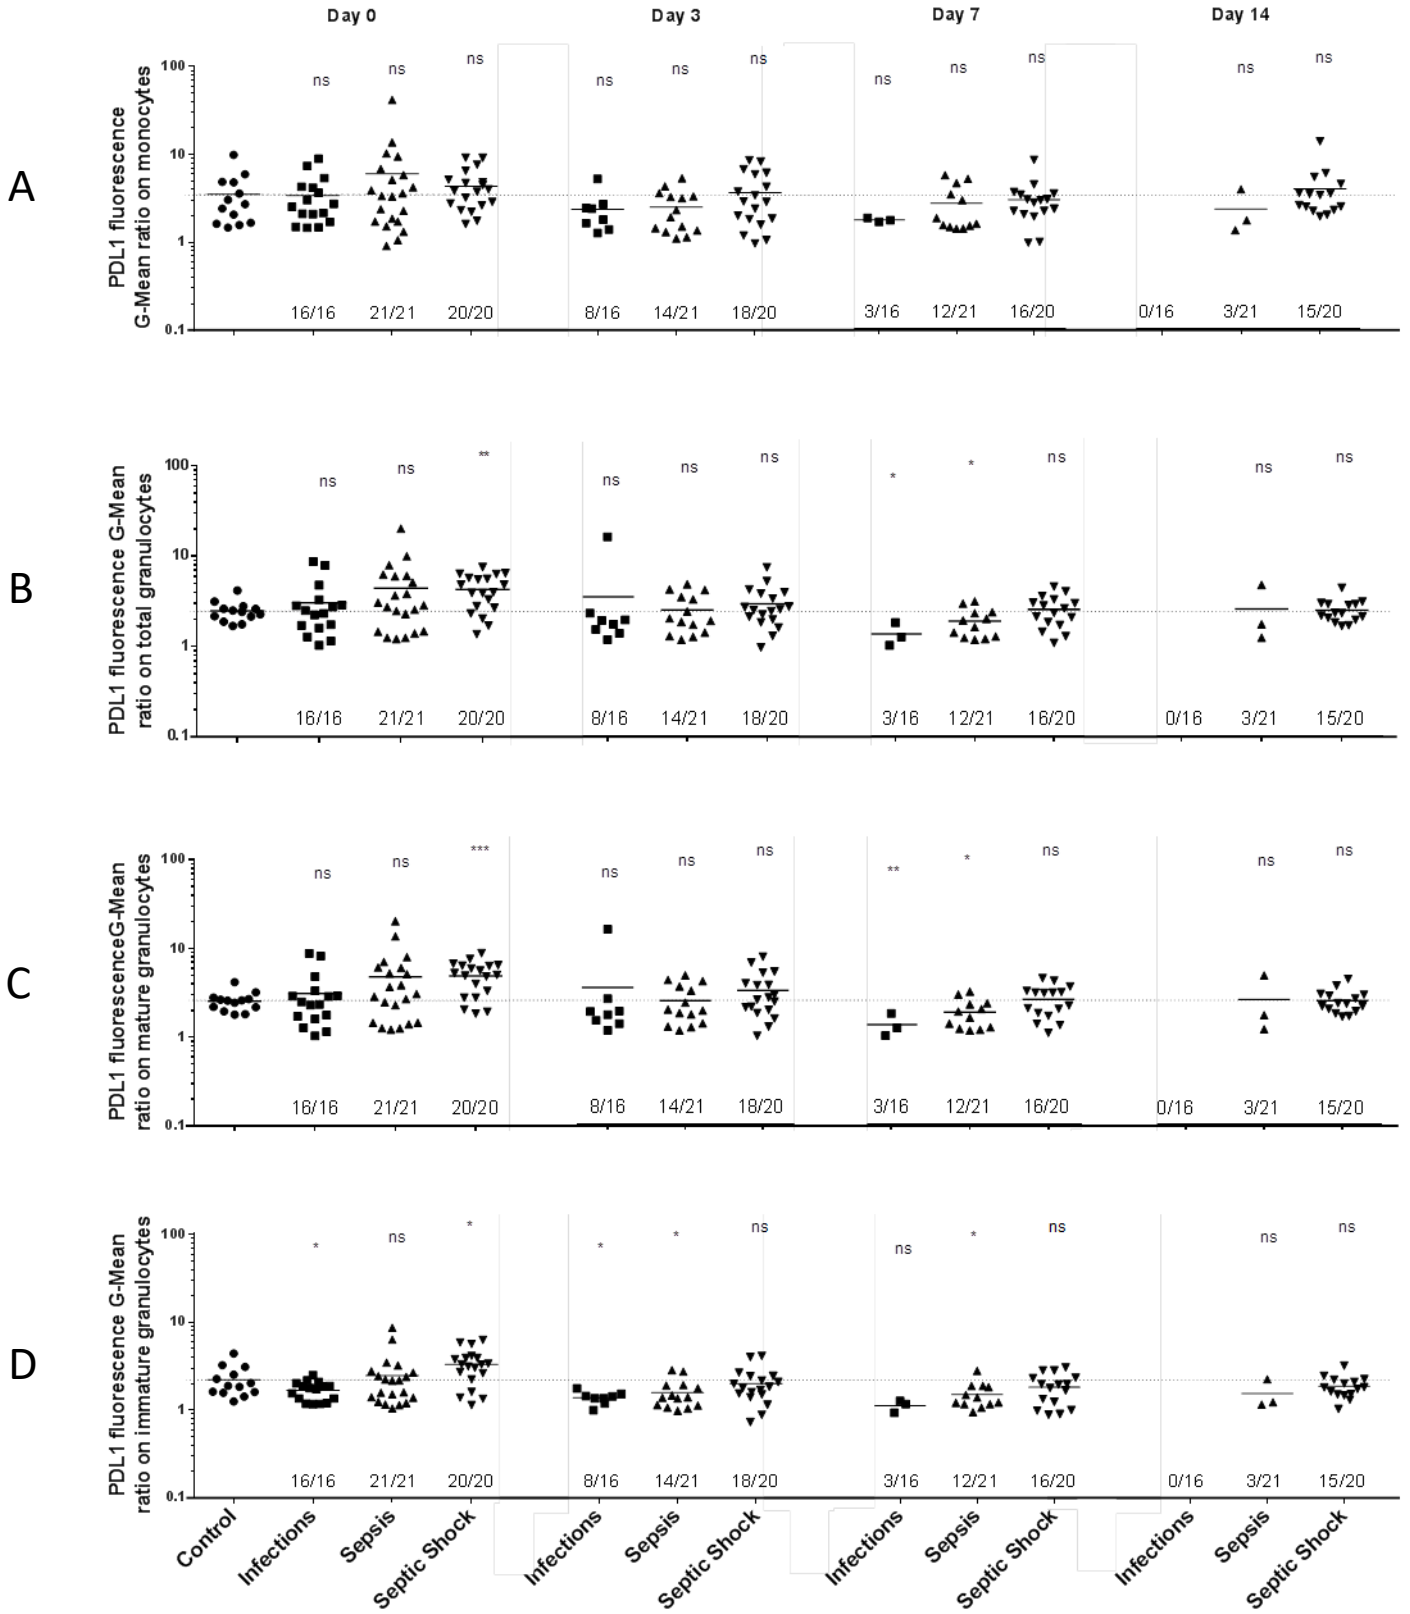 Day 0 Day 3 Day 7 Day 14
A
PDL1 fluorescence
G-Mean ratio on monocytes
100
10
1
0.1
ns ns ns ns ns ns ns ns ns ns ns
16/16 21/21 20/20 8/16 14/21 18/20 3/16 12/21 16/20 0/16 3/21 15/20
B
PDL1 fluorescence G-Mean
ratio on total granulocytes
100
10
1
0.1
ns ns ** ns ns ns * * ns ns ns
16/16 21/21 20/20 8/16 14/21 18/20 3/16 12/21 16/20 0/16 3/21 15/20
C
PDL1 fluorescenceG-Mean
ratio on mature granulocytes
100
10
1
0.1
ns ns *** ns ns ns ** * ns ns ns
16/16 21/21 20/20 8/16 14/21 18/20 3/16 12/21 16/20 0/16 3/21 15/20
D
PDL1 fluorescence G-Mean
ratio on immature granulocytes
100
10
1
0.1
* ns * * * ns ns * ns ns ns
16/16 21/21 20/20 8/16 14/21 18/20 3/16 12/21 16/20 0/16 3/21 15/20
Control Infections Sepsis Septic Shock Infections Sepsis Septic Shock Infections Sepsis Septic Shock Infections Sepsis Septic Shock